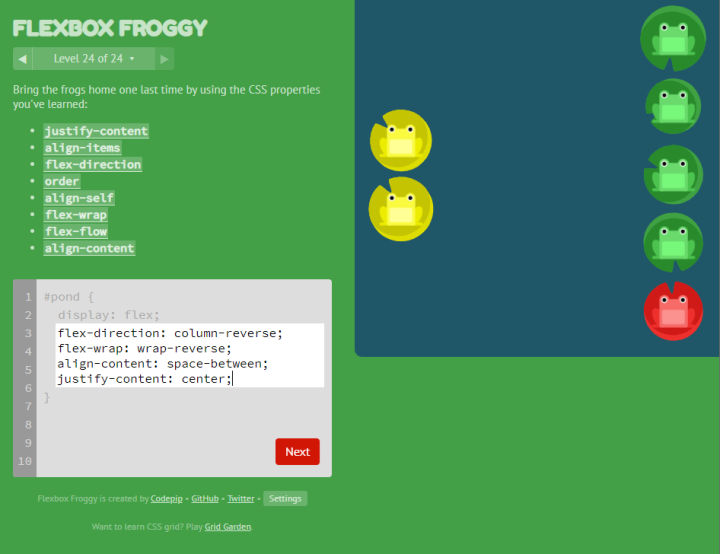 FLEXBOX FROGGY
◀ Level 24 of 24 ▾ ▶
Bring the frogs home one last time by using the CSS properties
you've learned:
• justify-content
• align-items
• flex-direction
• order
• align-self
• flex-wrap
• flex-flow
• align-content
1 #pond {
2 display: flex;
3 flex-direction: column-reverse;
4 flex-wrap: wrap-reverse;
5 align-content: space-between;
6 justify-content: center;
7 }
8
9
10
Next
Flexbox Froggy is created by Codepip • GitHub • Twitter • Settings
Want to learn CSS grid? Play Grid Garden.